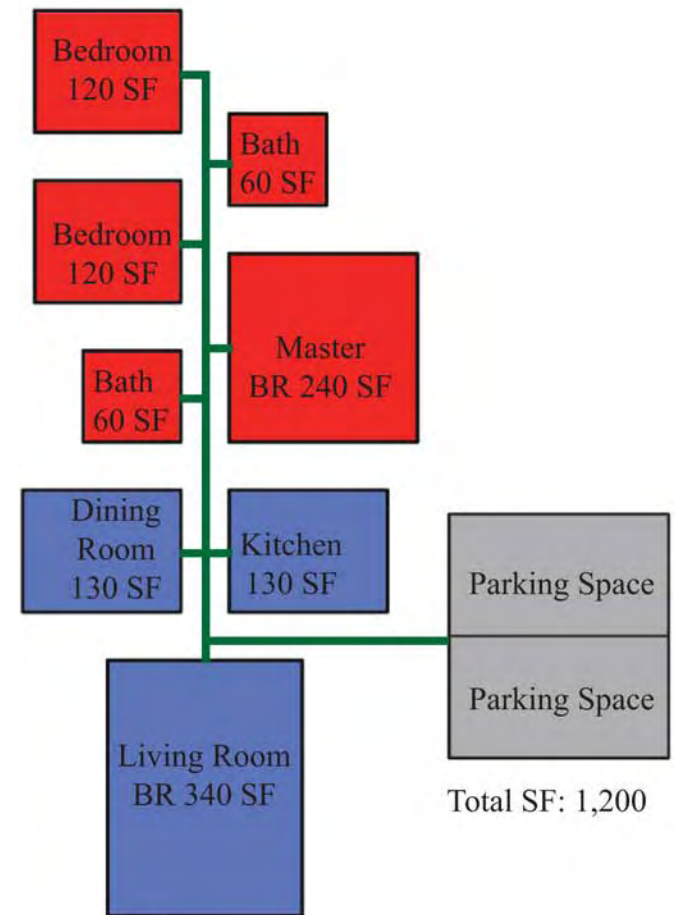 Bedroom
120 SF
Bath
60 SF
Bedroom
120 SF
Master
BR 240 SF
Bath
60 SF
Dining
Room
130 SF
Kitchen
130 SF
Parking Space
Parking Space
Living Room
BR 340 SF
Total SF: 1,200